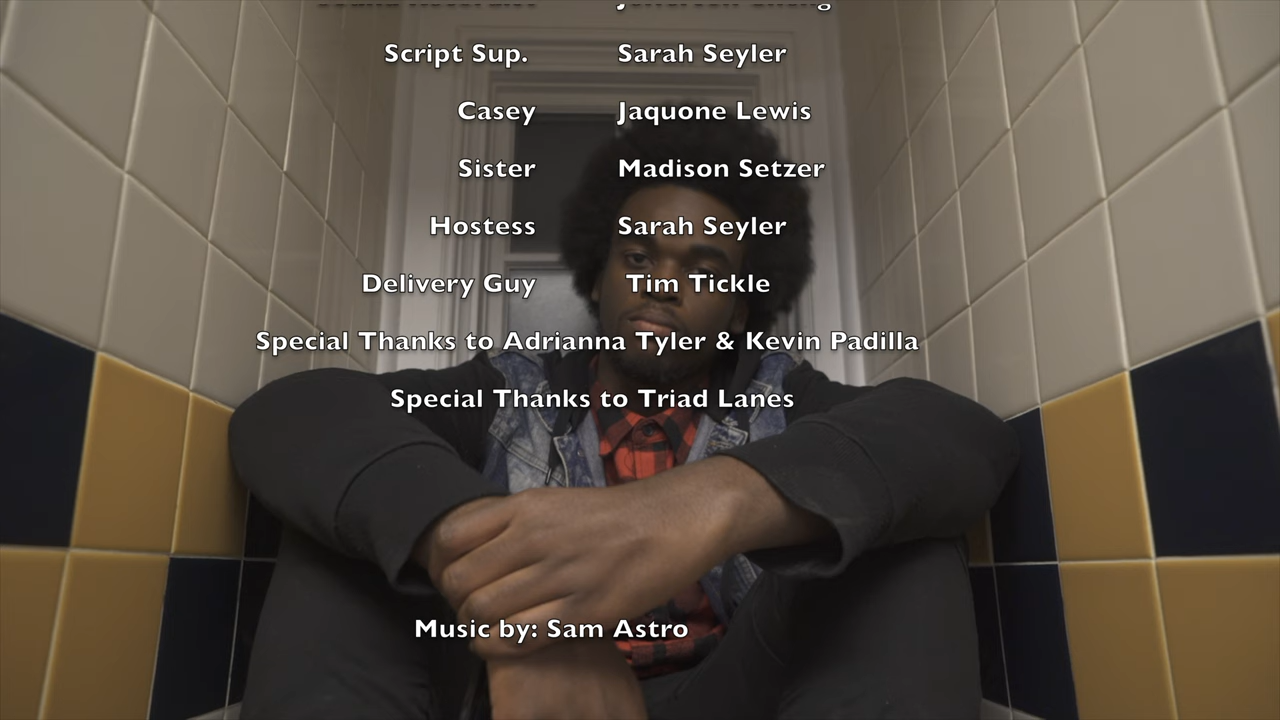 Script Sup. Sarah Seyler
Casey Jaquone Lewis
Sister Madison Setzer
Hostess Sarah Seyler
Delivery Guy Tim Tickle
Special Thanks to Adrianna Tyler & Kevin Padilla
Special Thanks to Triad Lanes
Music by: Sam Astro